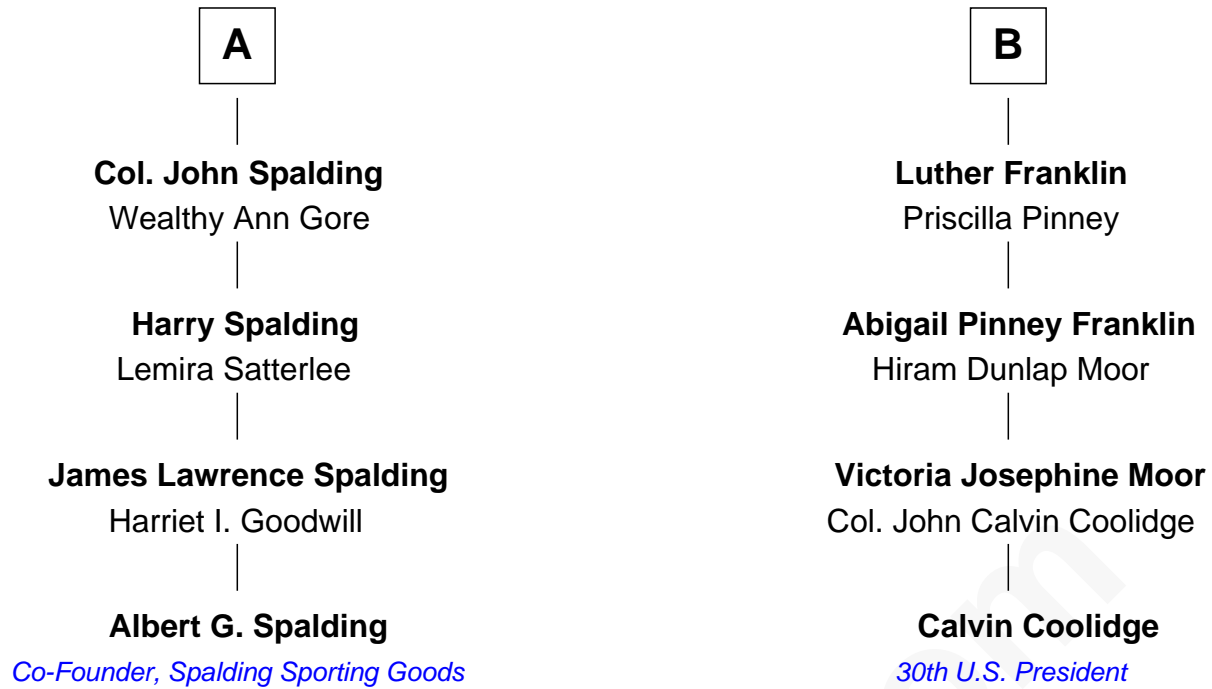 A
Col. John Spalding
Wealthy Ann Gore
Harry Spalding
Lemira Satterlee
James Lawrence Spalding
Harriet I. Goodwill
Albert G. Spalding
Co-Founder, Spalding Sporting Goods
B
Luther Franklin
Priscilla Pinney
Abigail Pinney Franklin
Hiram Dunlap Moor
Victoria Josephine Moor
Col. John Calvin Coolidge
Calvin Coolidge
30th U.S. President